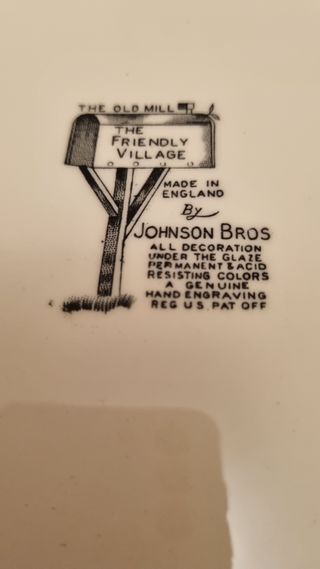 THE OLD MILL
THE
FRIENDLY
VILLAGE
MADE IN
ENGLAND
By
JOHNSON BROS
ALL DECORATION
UNDER THE GLAZE
PERMANENT & ACID
RESISTING COLORS
A GENUINE
HAND ENGRAVING
REG US. PAT OFF